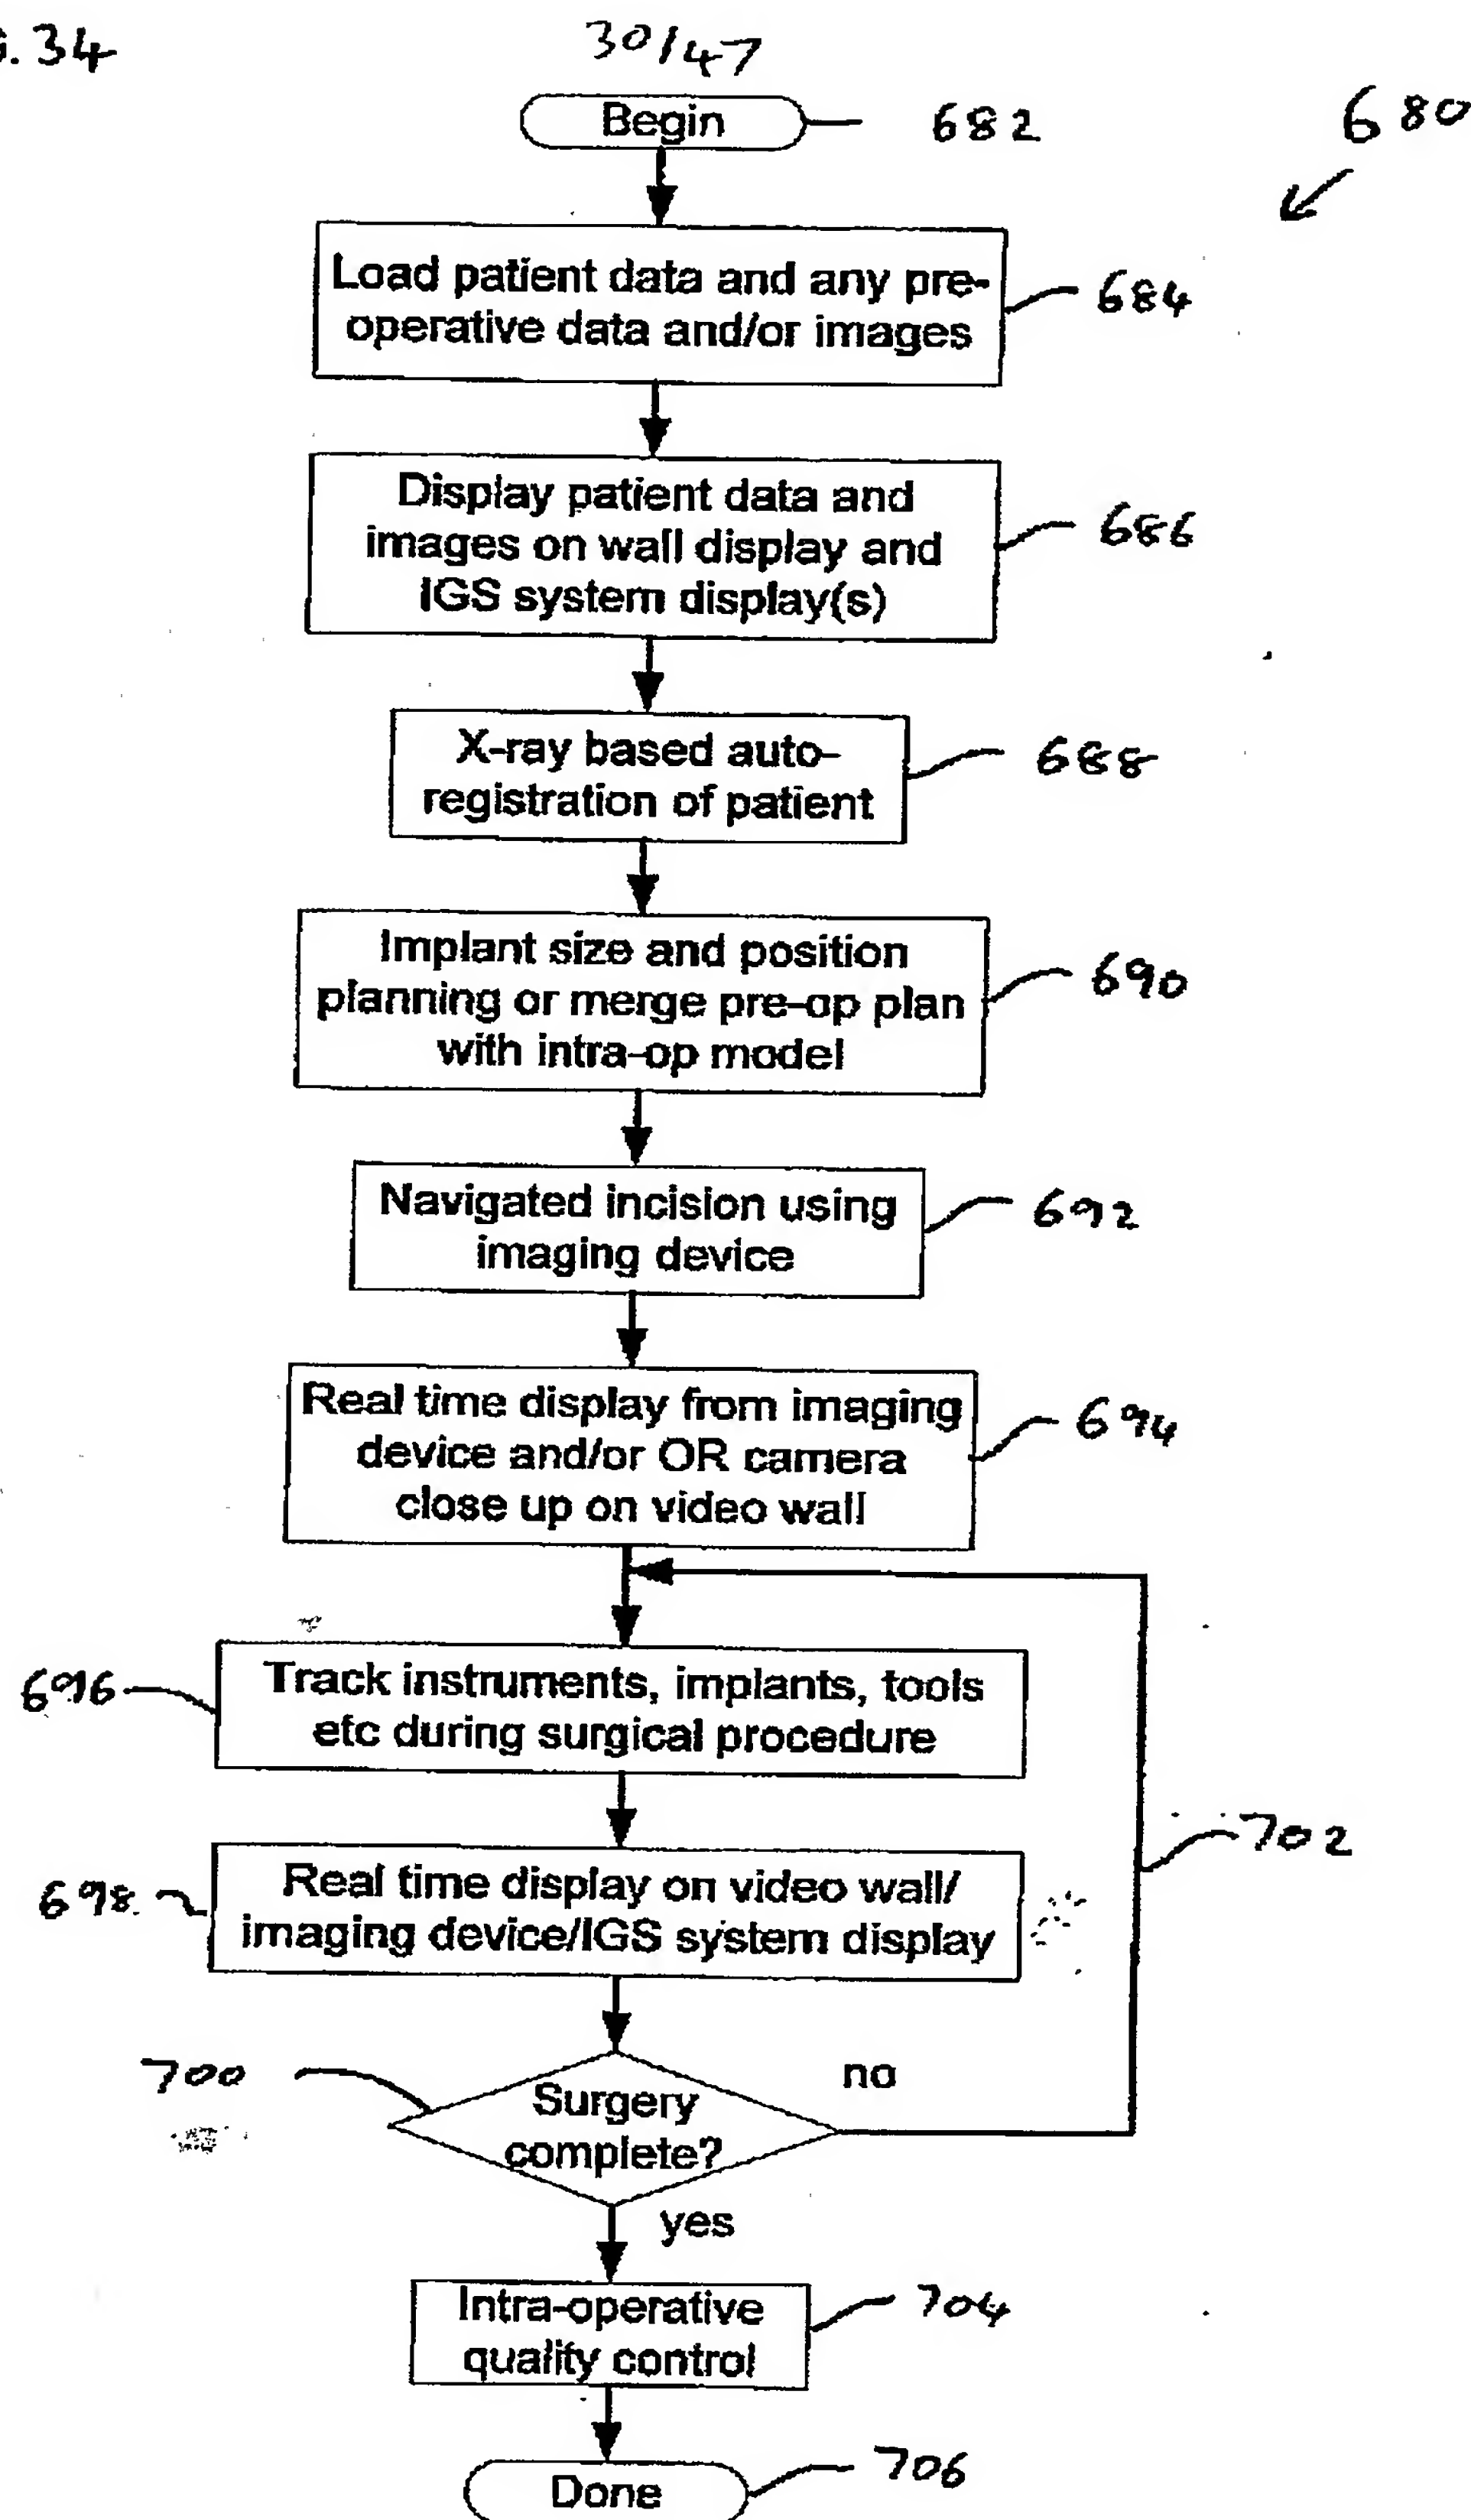 G. 34
30/47
Begin
682
680
Load patient data and any pre-
operative data and/or images
684
Display patient data and
images on wall display and
IGS system display(s)
686
X-ray based auto-
registration of patient
688
Implant size and position
planning or merge pre-op plan
with intra-op model
690
Navigated incision using
imaging device
692
Real time display from imaging
device and/or OR camera
close up on video wall
694
696
Track instruments, implants, tools
etc during surgical procedure
702
698
Real time display on video wall/
imaging device/IGS system display
700
Surgery
complete?
no
yes
Intra-operative
quality control
704
Done
706